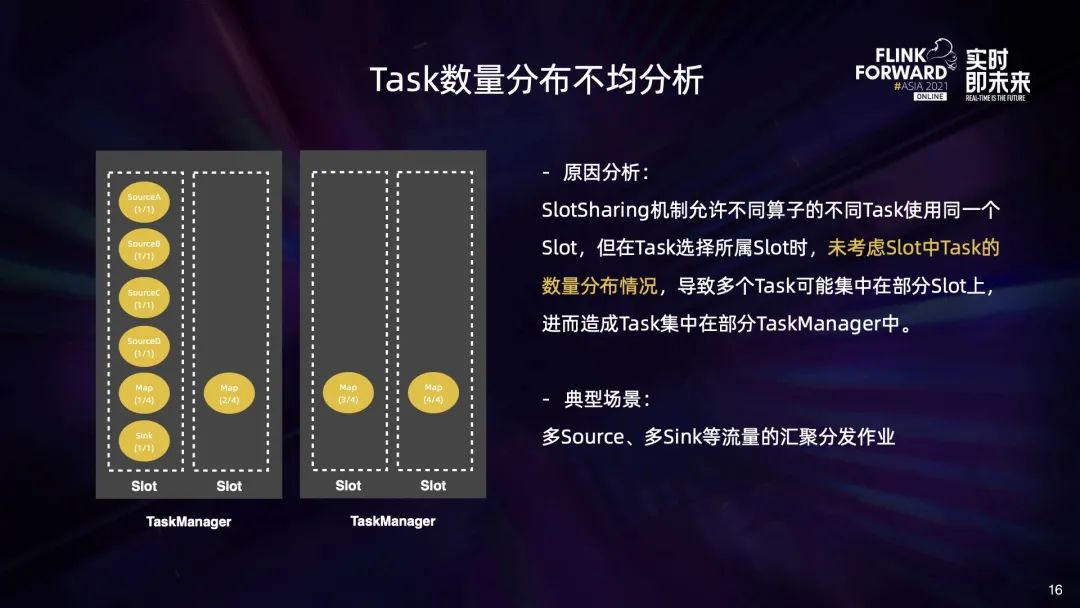 Task数量分布不均分析
FLINK
FORWARD
#ASIA 2021
ONLINE
实时
即未来
REAL-TIME IS THE FUTURE
SourceA
(1/1)
SourceB
(1/1)
SourceC
(1/1)
SourceD
(1/1)
Map
(1/4)
Sink
(1/1)
Map
(2/4)
Slot
Slot
TaskManager
Map
(3/4)
Map
(4/4)
Slot
Slot
TaskManager
- 原因分析：
SlotSharing机制允许不同算子的不同Task使用同一个
Slot，但在Task选择所属Slot时，未考虑Slot中Task的
数量分布情况，导致多个Task可能集中在部分Slot上，
进而造成Task集中在部分TaskManager中。
- 典型场景：
多Source、多Sink等流量的汇聚分发作业
16